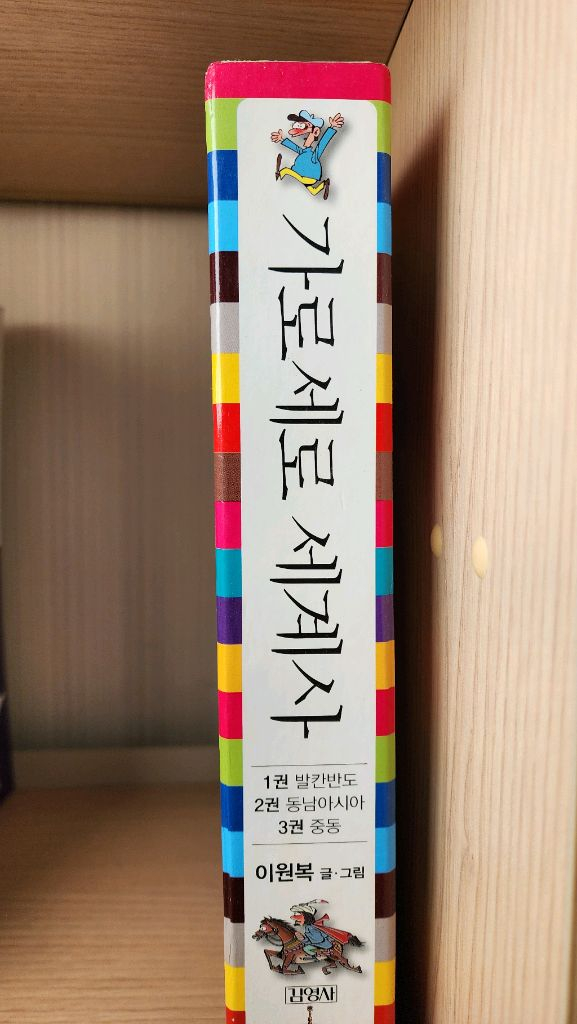 가로세로 세계사
1권 발칸반도
2권 동남아시아
3권 중동
이원복 글·그림
김영사